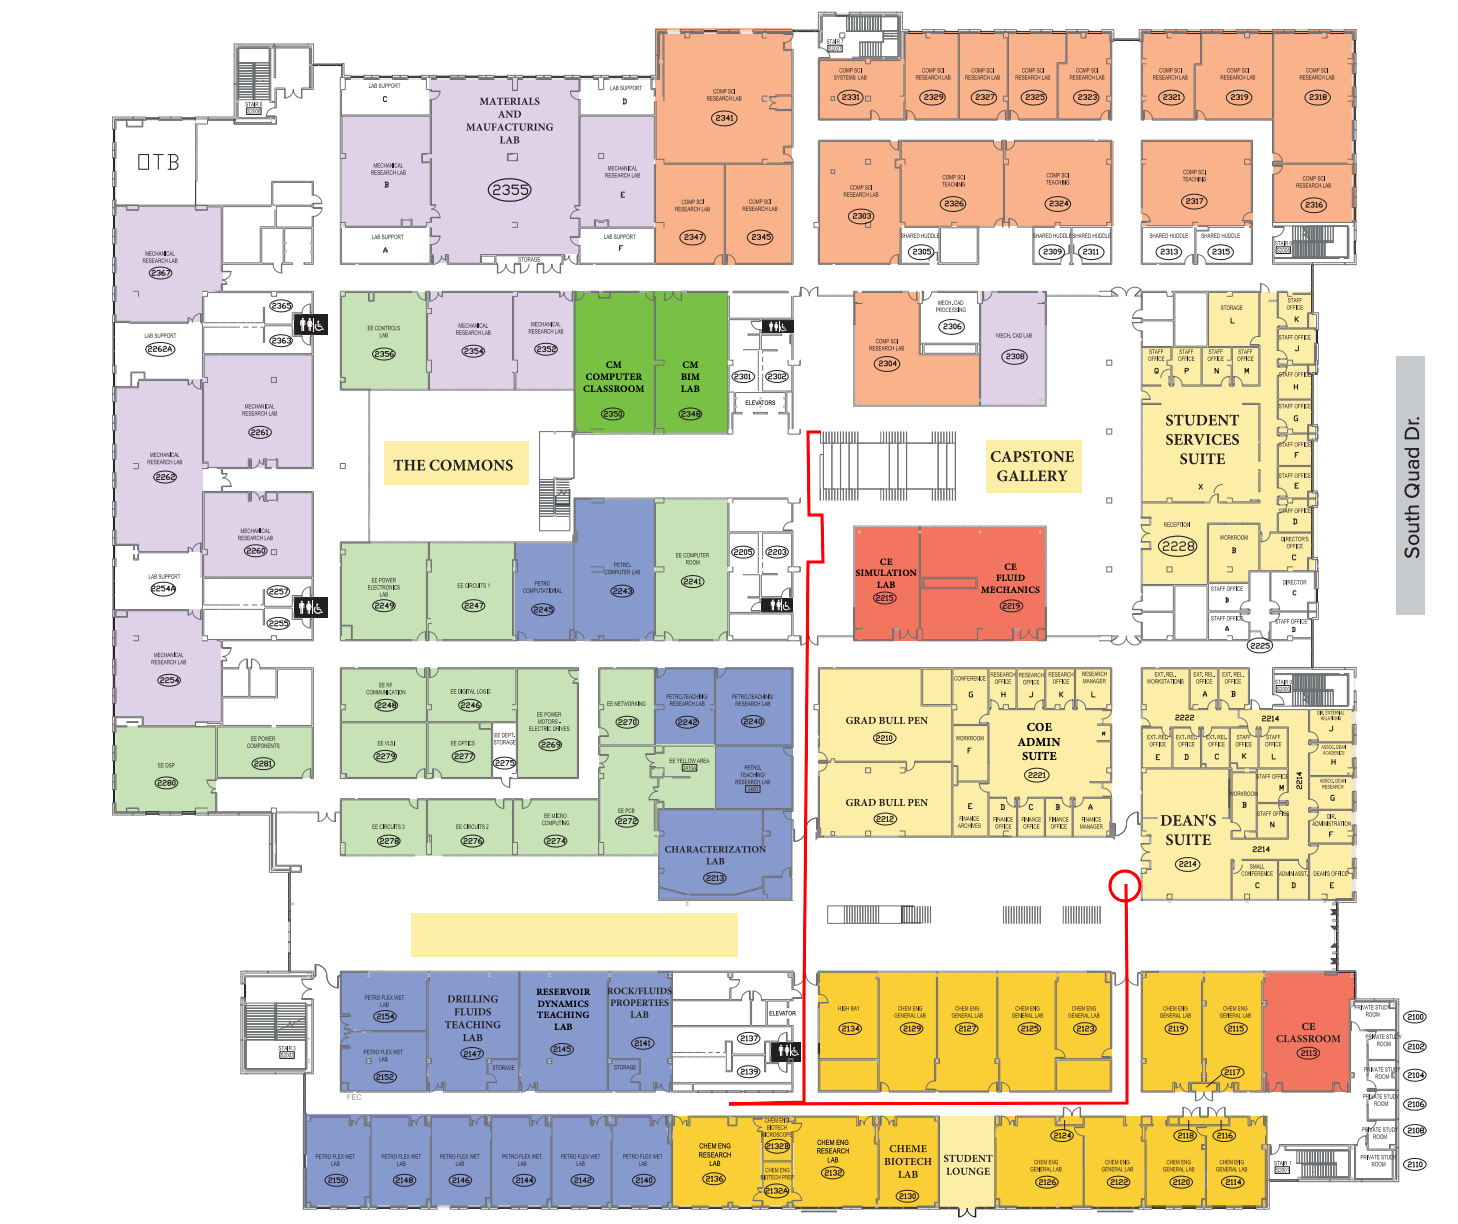 STAIR 7
COMP SCI
SYSTEMS LAB
2331
COMP SCI
RESEARCH LAB
2329
COMP SCI
RESEARCH LAB
2327
COMP SCI
RESEARCH LAB
2325
COMP SCI
RESEARCH LAB
2323
COMP SCI
RESEARCH LAB
2321
COMP SCI
RESEARCH LAB
2319
COMP SCI
RESEARCH LAB
2318
STAIR 6
LAB SUPPORT
C
MATERIALS
AND
MAUFACTURING
LAB
2355
LAB SUPPORT
D
COMP SCI
RESEARCH LAB
2341
OTB
MECHANICAL
RESEARCH LAB
B
MECHANICAL
RESEARCH LAB
E
LAB SUPPORT
A
LAB SUPPORT
F
STORAGE
COMP SCI
RESEARCH LAB
2347
COMP SCI
RESEARCH LAB
2345
COMP SCI
RESEARCH LAB
2303
COMP SCI
TEACHING
2326
COMP SCI
TEACHING
2324
COMP SCI
TEACHING
2317
COMP SCI
RESEARCH LAB
2316
SHARED HUDDLE
2305
SHARED HUDDLE
2309
SHARED HUDDLE
2311
SHARED HUDDLE
2313
SHARED HUDDLE
2315
MECHANICAL
RESEARCH LAB
2367
2365
2363
LAB SUPPORT
2262A
EE CONTROLS
LAB
2356
MECHANICAL
RESEARCH LAB
2354
MECHANICAL
RESEARCH LAB
2352
CM
COMPUTER
CLASSROOM
2350
CM
BIM
LAB
2348
2301
2302
ELEVATORS
COMP SCI
RESEARCH LAB
2304
MECH. CAD
PROCESSING
2306
MECH. CAD LAB
2308
STORAGE
L
STAFF
OFFICE
K
STAFF OFFICE
J
STAFF
OFFICE
Q
STAFF
OFFICE
P
STAFF
OFFICE
N
STAFF
OFFICE
M
STAFF OFFICE
H
STAFF OFFICE
G
STAFF OFFICE
F
STAFF OFFICE
E
STAFF OFFICE
D
STUDENT
SERVICES
SUITE
X
RECEPTION
2228
WORKROOM
B
DIRECTOR'S
OFFICE
C
DIRECTOR
C
STAFF OFFICE
B
STAFF OFFICE
A
STAFF OFFICE
D
2225
South Quad Dr.
MECHANICAL
RESEARCH LAB
2261
MECHANICAL
RESEARCH LAB
2262
MECHANICAL
RESEARCH LAB
2260
THE COMMONS
CAPSTONE
GALLERY
LAB SUPPORT
2254A
2257
2255
EE POWER
ELECTRONICS
LAB
2249
EE CIRCUITS 1
2247
PETRO
COMPUTATIONAL
2245
PETRO.
COMPUTER LAB
2243
EE COMPUTER
ROOM
2241
2205
2203
CE
SIMULATION
LAB
2215
CE
FLUID
MECHANICS
2219
MECHANICAL
RESEARCH LAB
2254
EE RF
COMMUNICATION
2248
EE DIGITAL LOGIC
2246
EE POWER
MOTORS -
ELECTRIC DRIVES
2269
EE NETWORKING
2270
PETRO.TEACHING/
RESEARCH LAB
2242
PETRO.TEACHING/
RESEARCH LAB
2240
EE DSP
2280
EE POWER
COMPONENTS
2281
EE VLSI
2279
EE OPTICS
2277
EE DEPT.
STORAGE
2275
EE YELLOW AREA
PETRO.
TEACHING/
RESEARCH LAB
EE CIRCUITS 3
2278
EE CIRCUITS 2
2276
EE MICRO
COMPUTING
2274
EE PCB
2272
CHARACTERIZATION
LAB
2213
GRAD BULL PEN
2210
GRAD BULL PEN
2212
CONFERENCE
G
RESEARCH
OFFICE
H
RESEARCH
OFFICE
J
RESEARCH
OFFICE
K
RESEARCH
MANAGER
L
WORKROOM
F
COE
ADMIN
SUITE
2221
M
E
FINANCE
ARCHIVES
D
FINANCE
OFFICE
C
FINANCE
OFFICE
B
FINANCE
OFFICE
A
FINANCE
MANAGER
EXT. REL.
WORKSTATIONS
2222
EXT. REL.
OFFICE
A
EXT. REL.
OFFICE
B
2214
DIR. EXTERNAL
RELATIONS
J
EXT. REL.
OFFICE
E
EXT. REL.
OFFICE
D
EXT. REL.
OFFICE
C
STAFF
OFFICE
K
STAFF
OFFICE
L
ASSOC. DEAN
ACADEMICS
H
STAFF OFFICE
M
2214
ASSOC. DEAN
RESEARCH
G
WORKROOM
B
STAFF OFFICE
N
DIR.
ADMINISTRATION
F
DEAN'S
SUITE
2214
2214
SMALL
CONFERENCE
C
ADMIN ASST.
D
DEAN'S OFFICE
E
STAIR 3
PETRO FLEX WET
LAB
2154
PETRO FLEX WET
LAB
2152
FEC
DRILLING
FLUIDS
TEACHING
LAB
2147
STORAGE
RESERVOIR
DYNAMICS
TEACHING
LAB
2145
ROCK/FLUIDS
PROPERTIES
LAB
2141
STORAGE
ELEVATOR
2137
2139
HIGH BAY
2134
CHEM ENG
GENERAL LAB
2129
CHEM ENG
GENERAL LAB
2127
CHEM ENG
GENERAL LAB
2125
CHEM ENG
GENERAL LAB
2123
CHEM ENG
GENERAL LAB
2119
CHEM ENG
GENERAL LAB
2115
2117
CE
CLASSROOM
2113
PRIVATE STUDY
ROOM
2100
PRIVATE STUDY
ROOM
2102
PRIVATE STUDY
ROOM
2104
PRIVATE STUDY
ROOM
2106
PRIVATE STUDY
ROOM
2108
PRIVATE STUDY
ROOM
2110
PETRO FLEX WET
LAB
2150
PETRO FLEX WET
LAB
2148
PETRO FLEX WET
LAB
2146
PETRO FLEX WET
LAB
2144
PETRO FLEX WET
LAB
2142
PETRO FLEX WET
LAB
2140
CHEM ENG
RESEARCH
LAB
2136
CHEM ENG
BIOTECH
MICROSCOPE
2132B
CHEM ENG
BIOTECH PREP
2132A
CHEM ENG
RESEARCH
LAB
2132
CHEME
BIOTECH
LAB
2130
STUDENT
LOUNGE
2124
CHEM ENG
GENERAL LAB
2126
CHEM ENG
GENERAL LAB
2122
2118
2116
CHEM ENG
GENERAL LAB
2120
CHEM ENG
GENERAL LAB
2114
STAIR 1